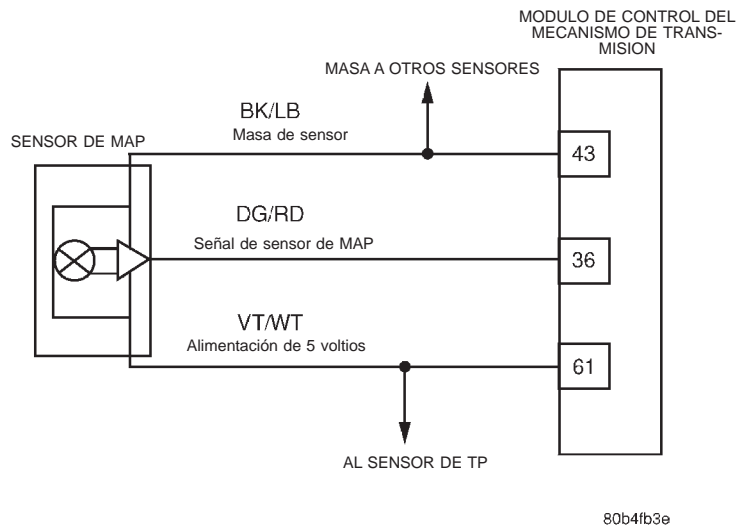 MODULO DE CONTROL DEL
MECANISMO DE TRANS-
MISION
MASA A OTROS SENSORES
BK/LB
Masa de sensor
SENSOR DE MAP
43
DG/RD
Señal de sensor de MAP
36
VT/WT
Alimentación de 5 voltios
61
AL SENSOR DE TP
80b4fb3e